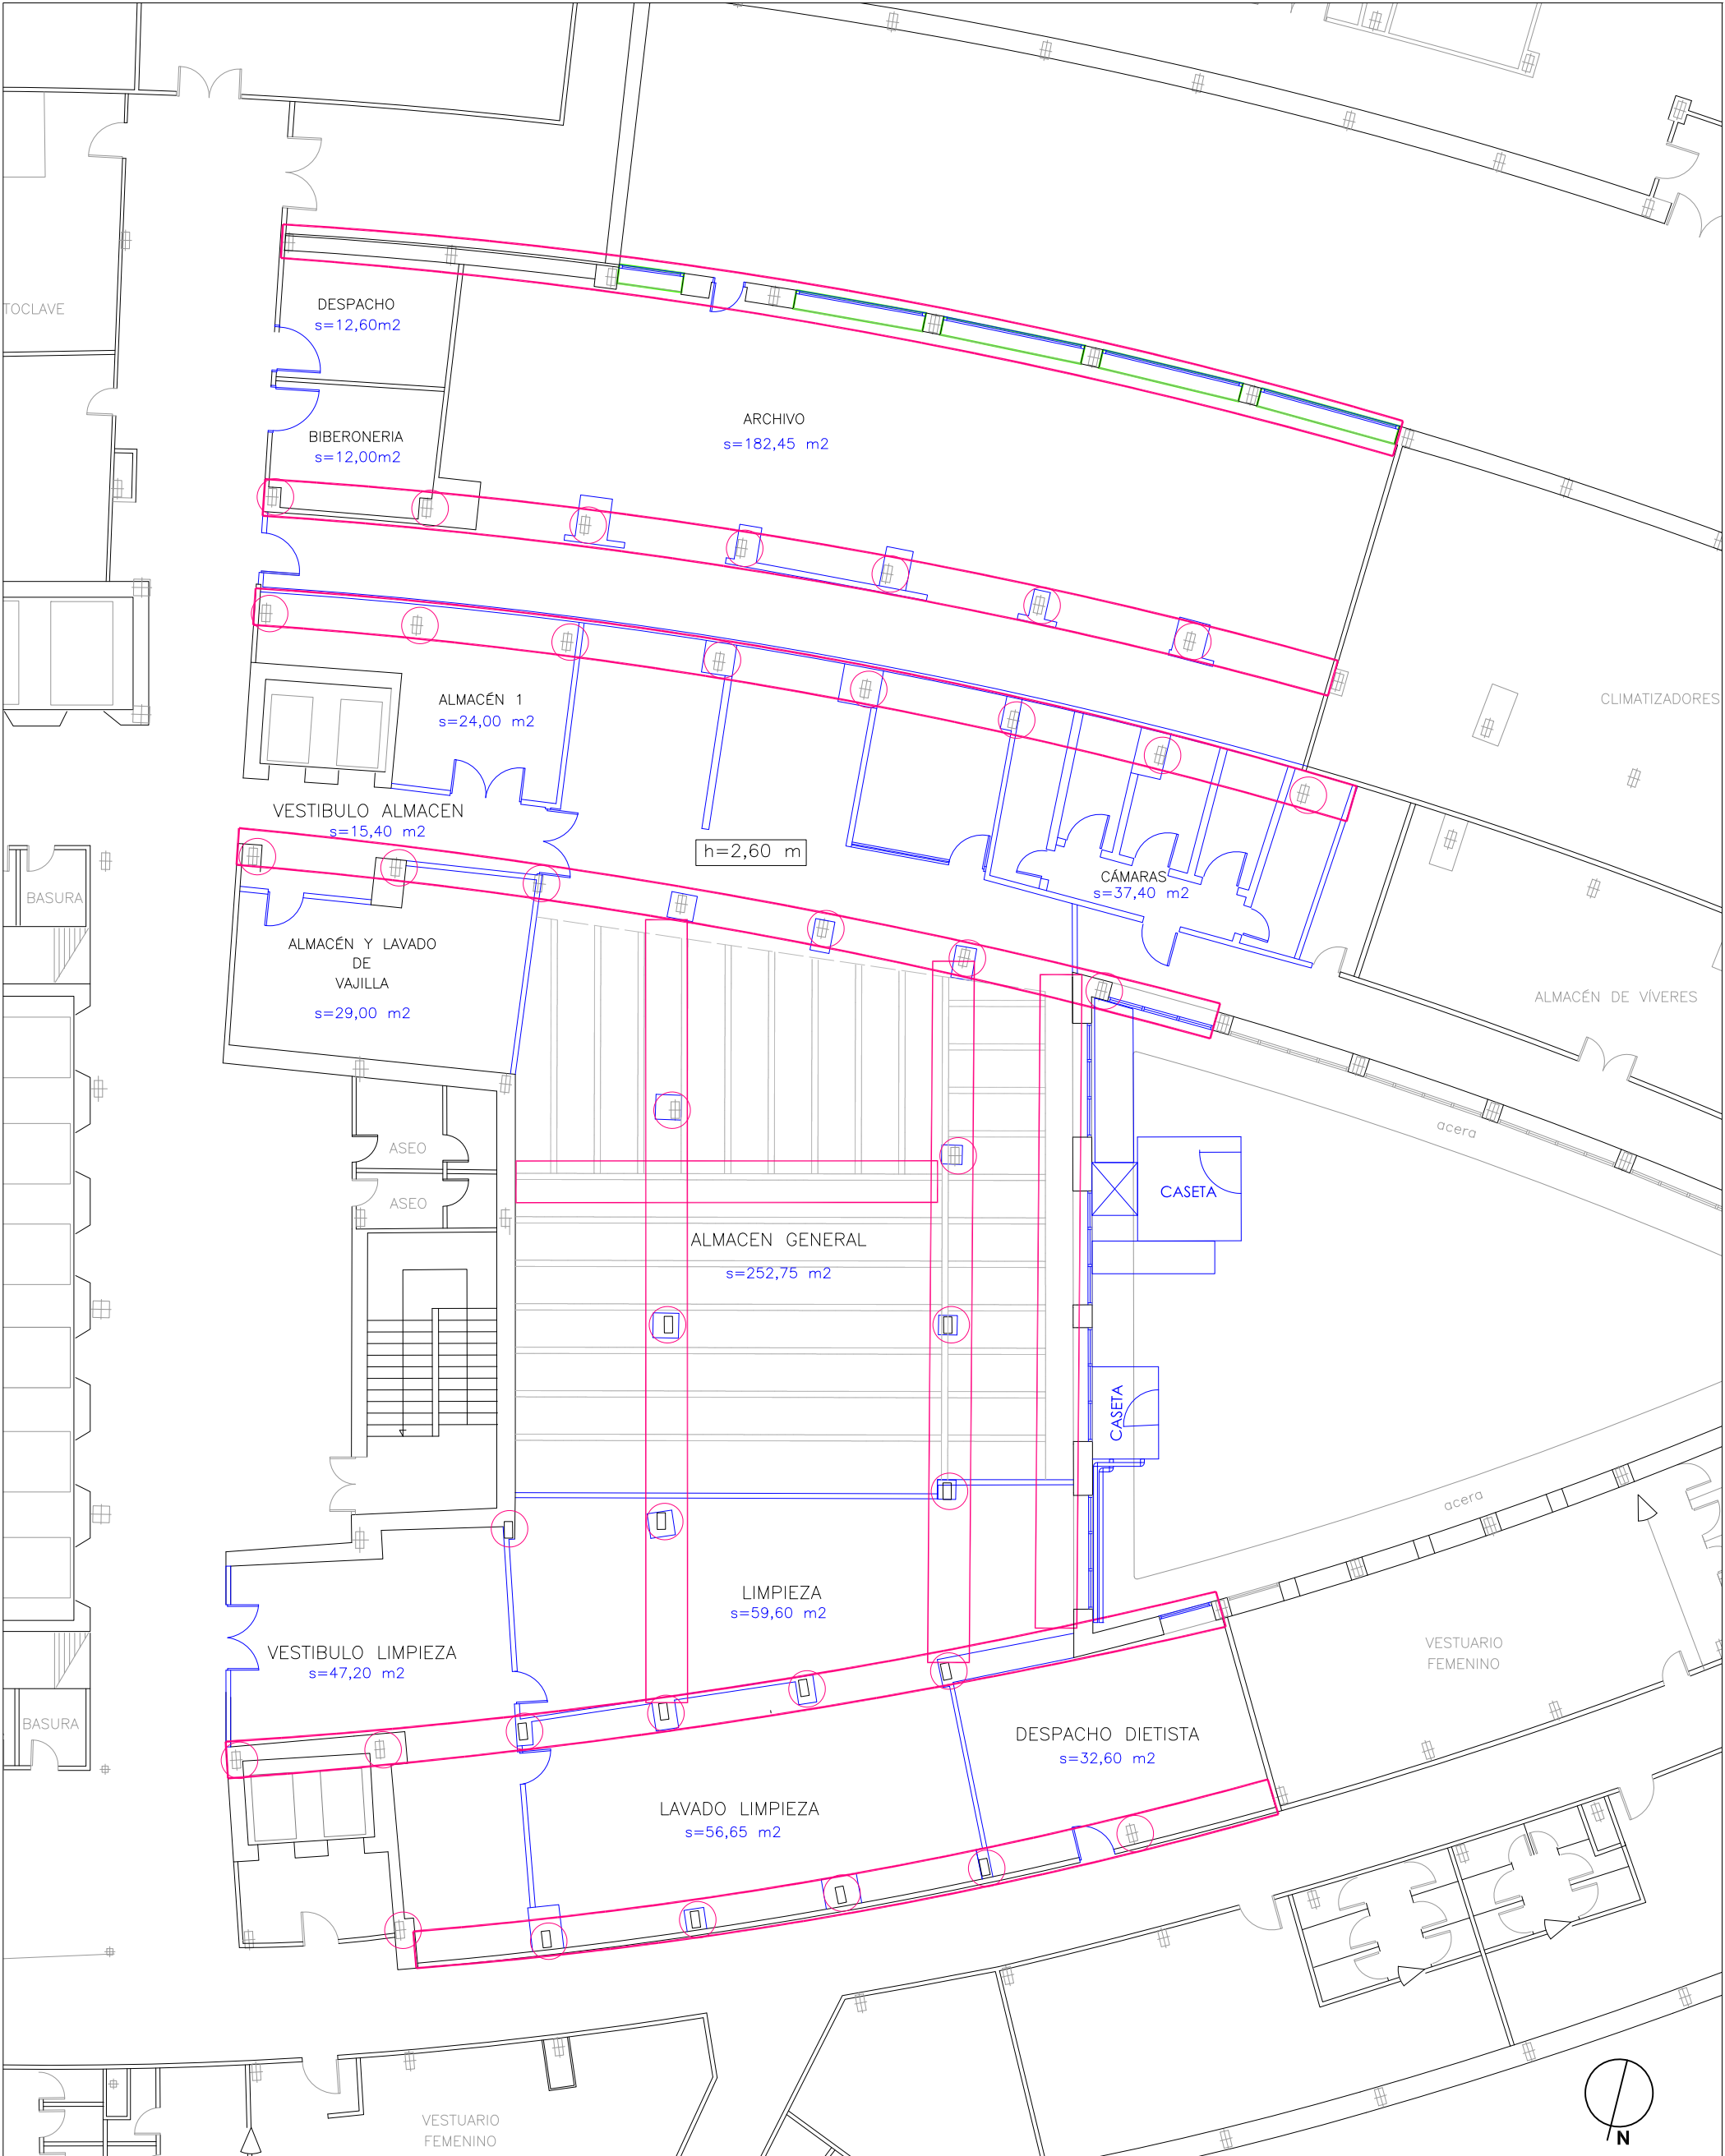 TOCLAVE
DESPACHO
s=12,60m2
BIBERONERIA
s=12,00m2
ARCHIVO
s=182,45 m2
ALMACÉN 1
s=24,00 m2
CLIMATIZADORES
VESTIBULO ALMACEN
s=15,40 m2
h=2,60 m
CÁMARAS
s=37,40 m2
BASURA
ALMACÉN Y LAVADO
DE
VAJILLA
s=29,00 m2
ALMACÉN DE VÍVERES
acera
ASEO
ASEO
CASETA
ALMACEN GENERAL
s=252,75 m2
CASETA
acera
LIMPIEZA
s=59,60 m2
VESTIBULO LIMPIEZA
s=47,20 m2
VESTUARIO
FEMENINO
BASURA
DESPACHO DIETISTA
s=32,60 m2
LAVADO LIMPIEZA
s=56,65 m2
VESTUARIO
FEMENINO
N